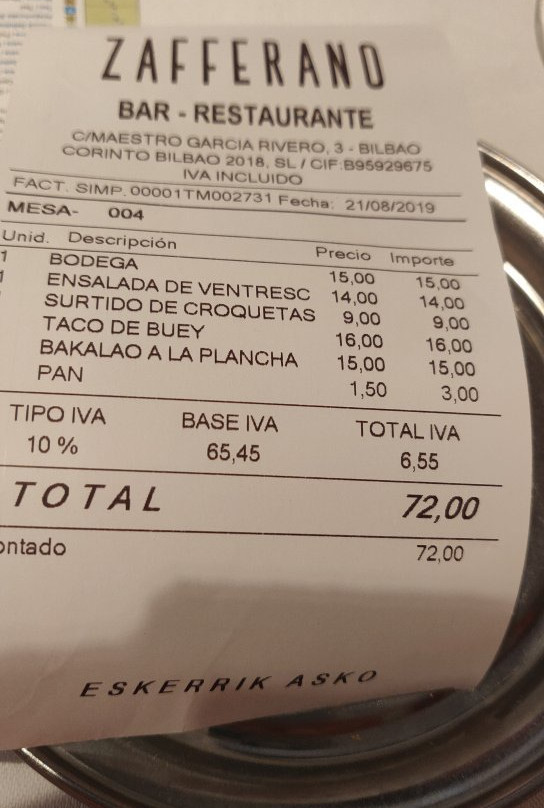 ZAFFERANO
BAR - RESTAURANTE
C/MAESTRO GARCIA RIVERO, 3 - BILBAO
CORINTO BILBAO 2018, SL / CIF:B95929675
IVA INCLUIDO
FACT. SIMP. 00001TM002731 Fecha: 21/08/2019
MESA- 004
Unid. Descripción Precio Importe
1 BODEGA 15,00 15,00
1 ENSALADA DE VENTRESC 14,00 14,00
SURTIDO DE CROQUETAS 9,00 9,00
TACO DE BUEY 16,00 16,00
BAKALAO A LA PLANCHA 15,00 15,00
PAN 1,50 3,00
TIPO IVA BASE IVA TOTAL IVA
10 % 65,45 6,55
TOTAL 72,00
ontado 72,00
ESKERRIK ASKO